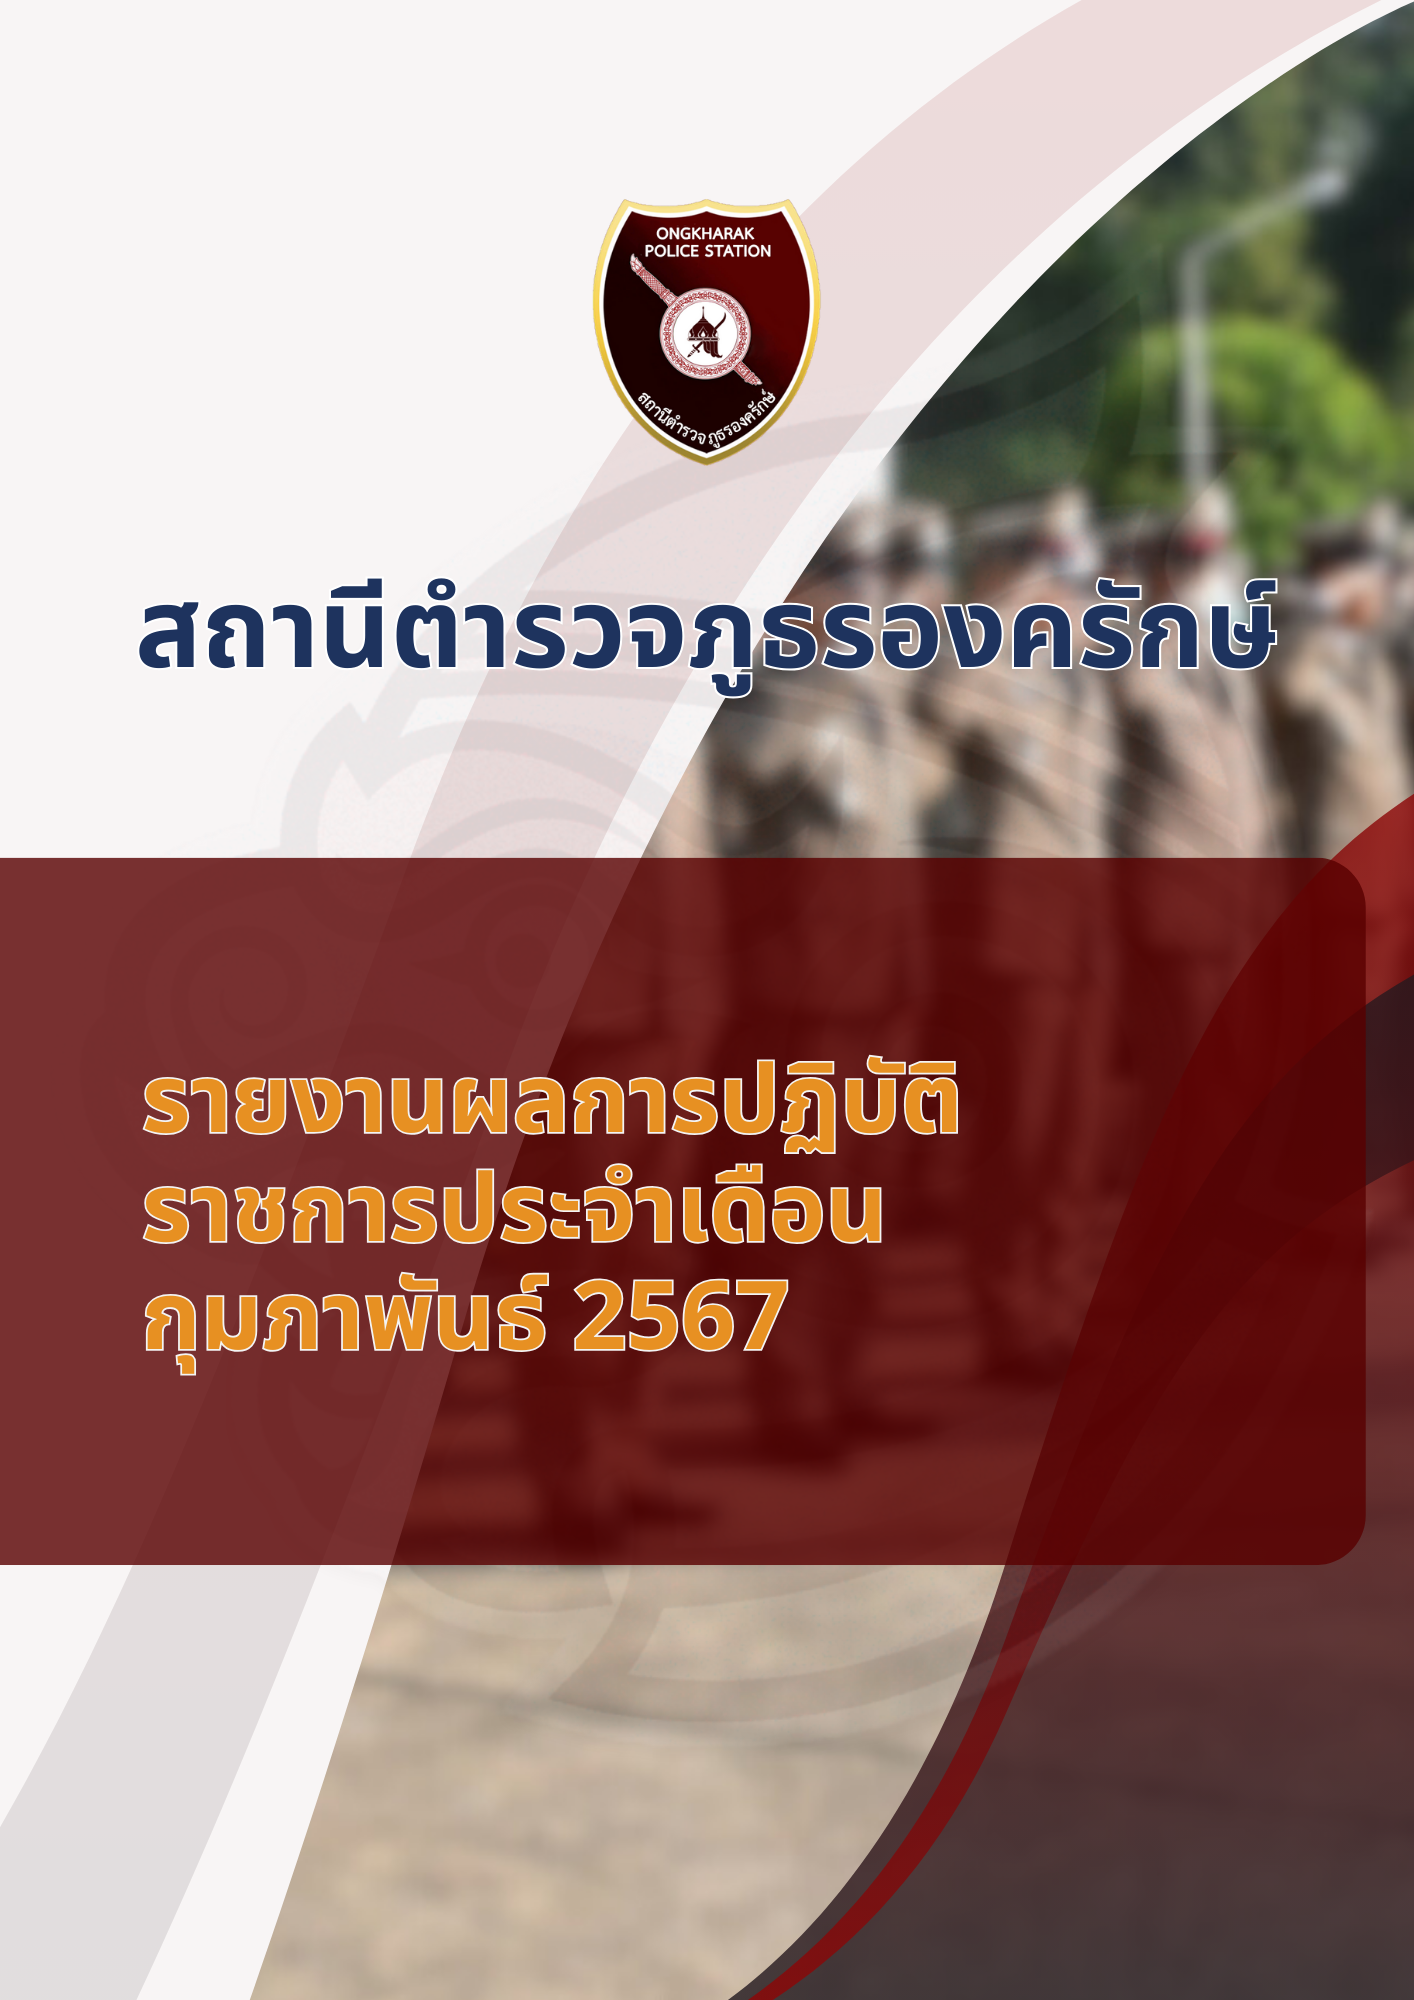 ONGKHARAK
POLICE STATION
สถานีตำรวจภูธรองครักษ์
สถานีตำรวจภูธรองครักษ์
รายงานผลการปฏิบัติ
ราชการประจำเดือน
กุมภาพันธ์ 2567